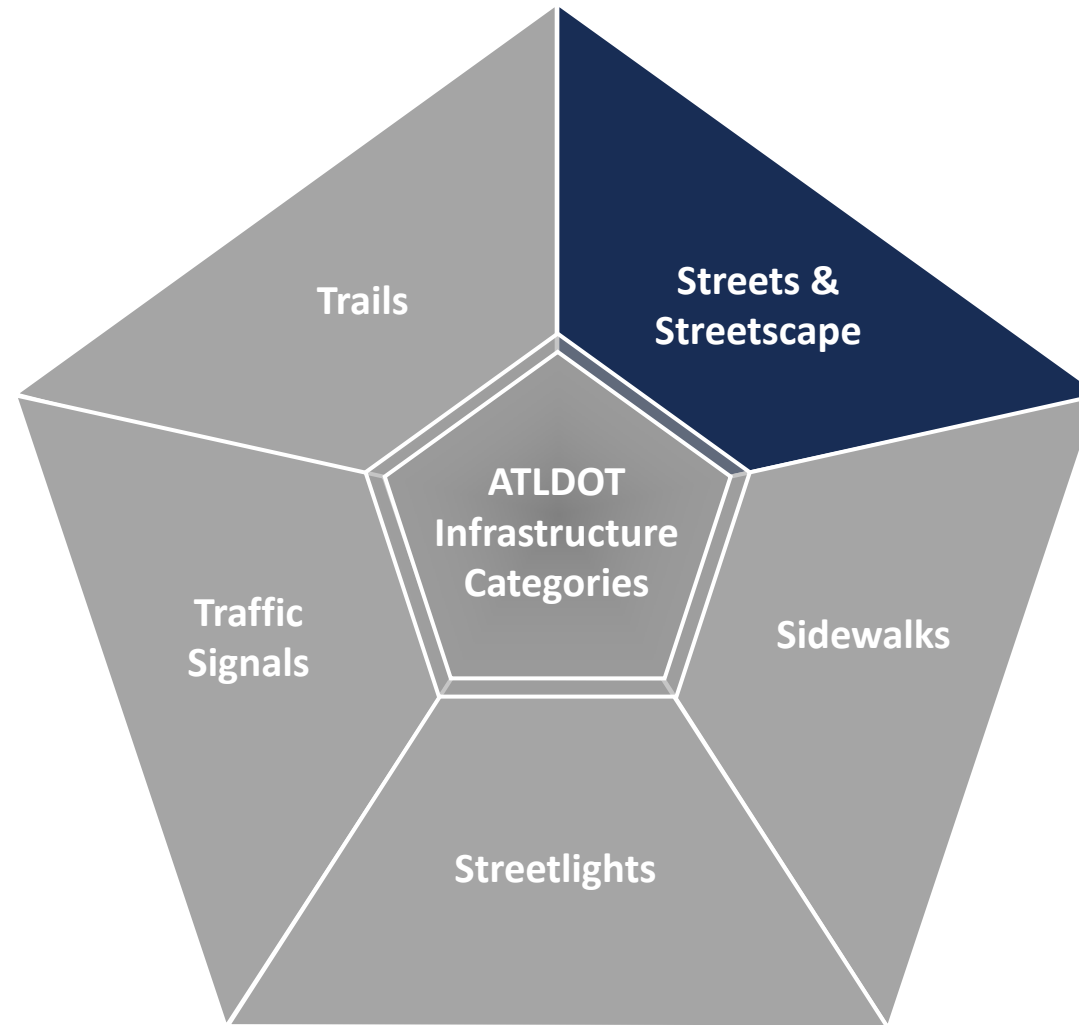 Trails
Streets &
Streetscape
ATLDOT
Infrastructure
Categories
Traffic
Signals
Sidewalks
Streetlights